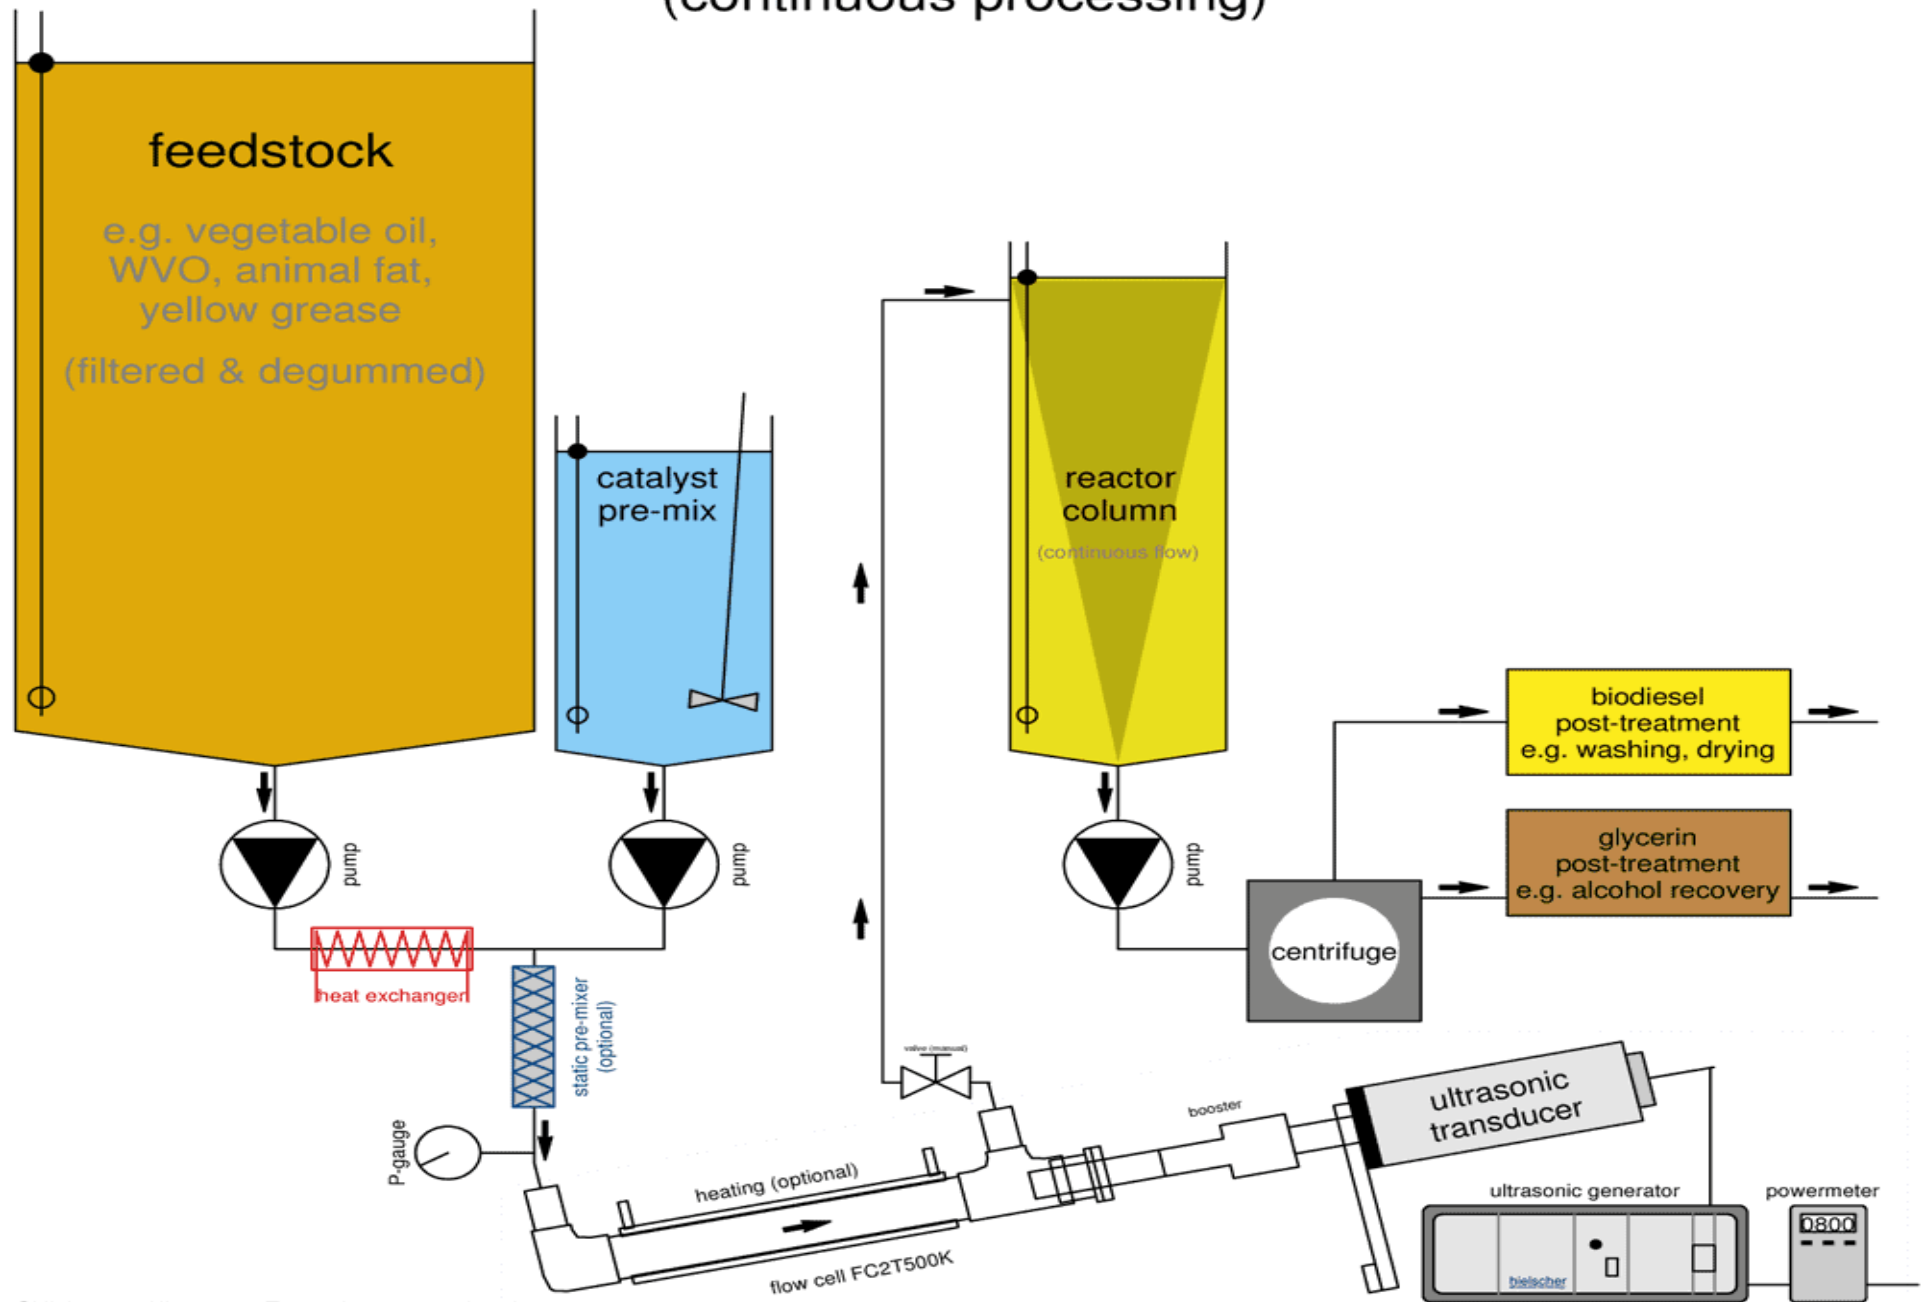 (continuous processing)
feedstock
e.g. vegetable oil,
WVO, animal fat,
yellow grease
(filtered & degummed)
catalyst
pre-mix
reactor
column
(continuous flow)
biodiesel
post-treatment
e.g. washing, drying
glycerin
post-treatment
e.g. alcohol recovery
pump
pump
pump
centrifuge
heat exchanger
static pre-mixer
(optional)
valve (manual)
P-gauge
heating (optional)
flow cell FC2T500K
booster
ultrasonic
transducer
ultrasonic generator
powermeter
0800
hielscher